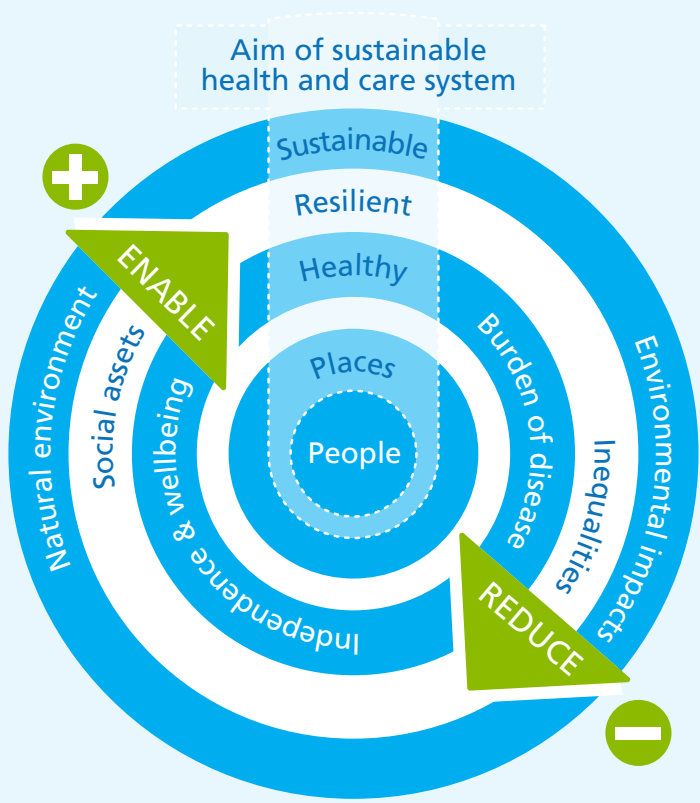 Aim of sustainable
health and care system
Sustainable
Resilient
Healthy
Places
People
ENABLE
Natural environment
Social assets
Independence & wellbeing
Burden of disease
Inequalities
Environmental impacts
REDUCE